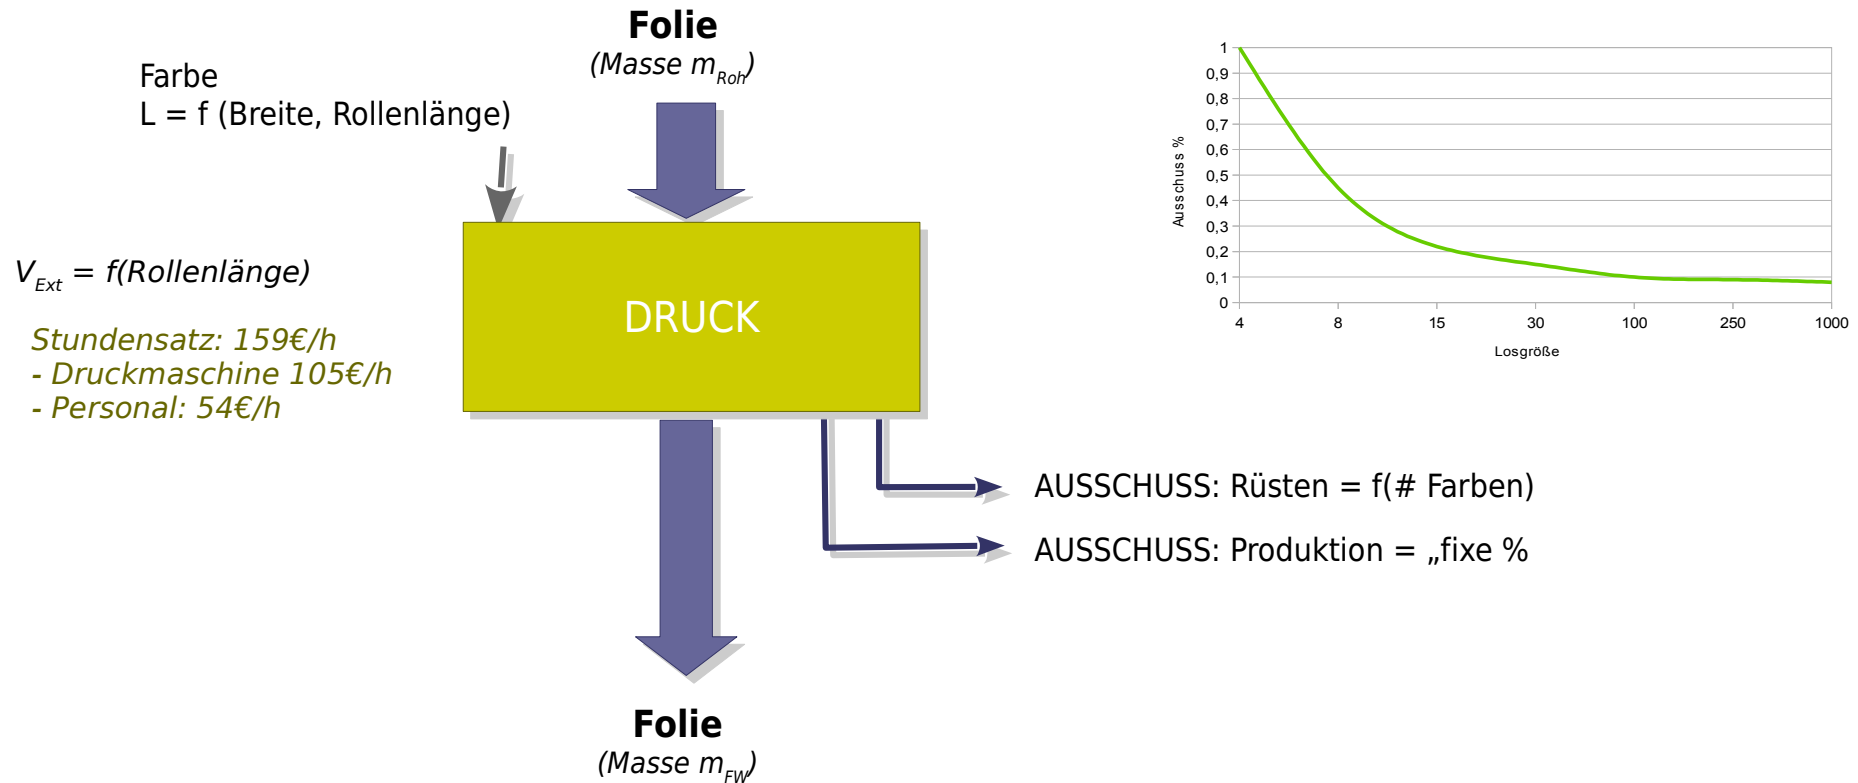 Folie
(Masse m_Roh)
Farbe
L = f (Breite, Rollenlänge)
V_Ext = f(Rollenlänge)
Stundensatz: 159€/h
- Druckmaschine 105€/h
- Personal: 54€/h
DRUCK
AUSSCHUSS: Rüsten = f(# Farben)
AUSSCHUSS: Produktion = „fixe %
Folie
(Masse m_FW)
Ausschuss %
1
0,9
0,8
0,7
0,6
0,5
0,4
0,3
0,2
0,1
0
4 8 15 30 100 250 1000
Losgröße